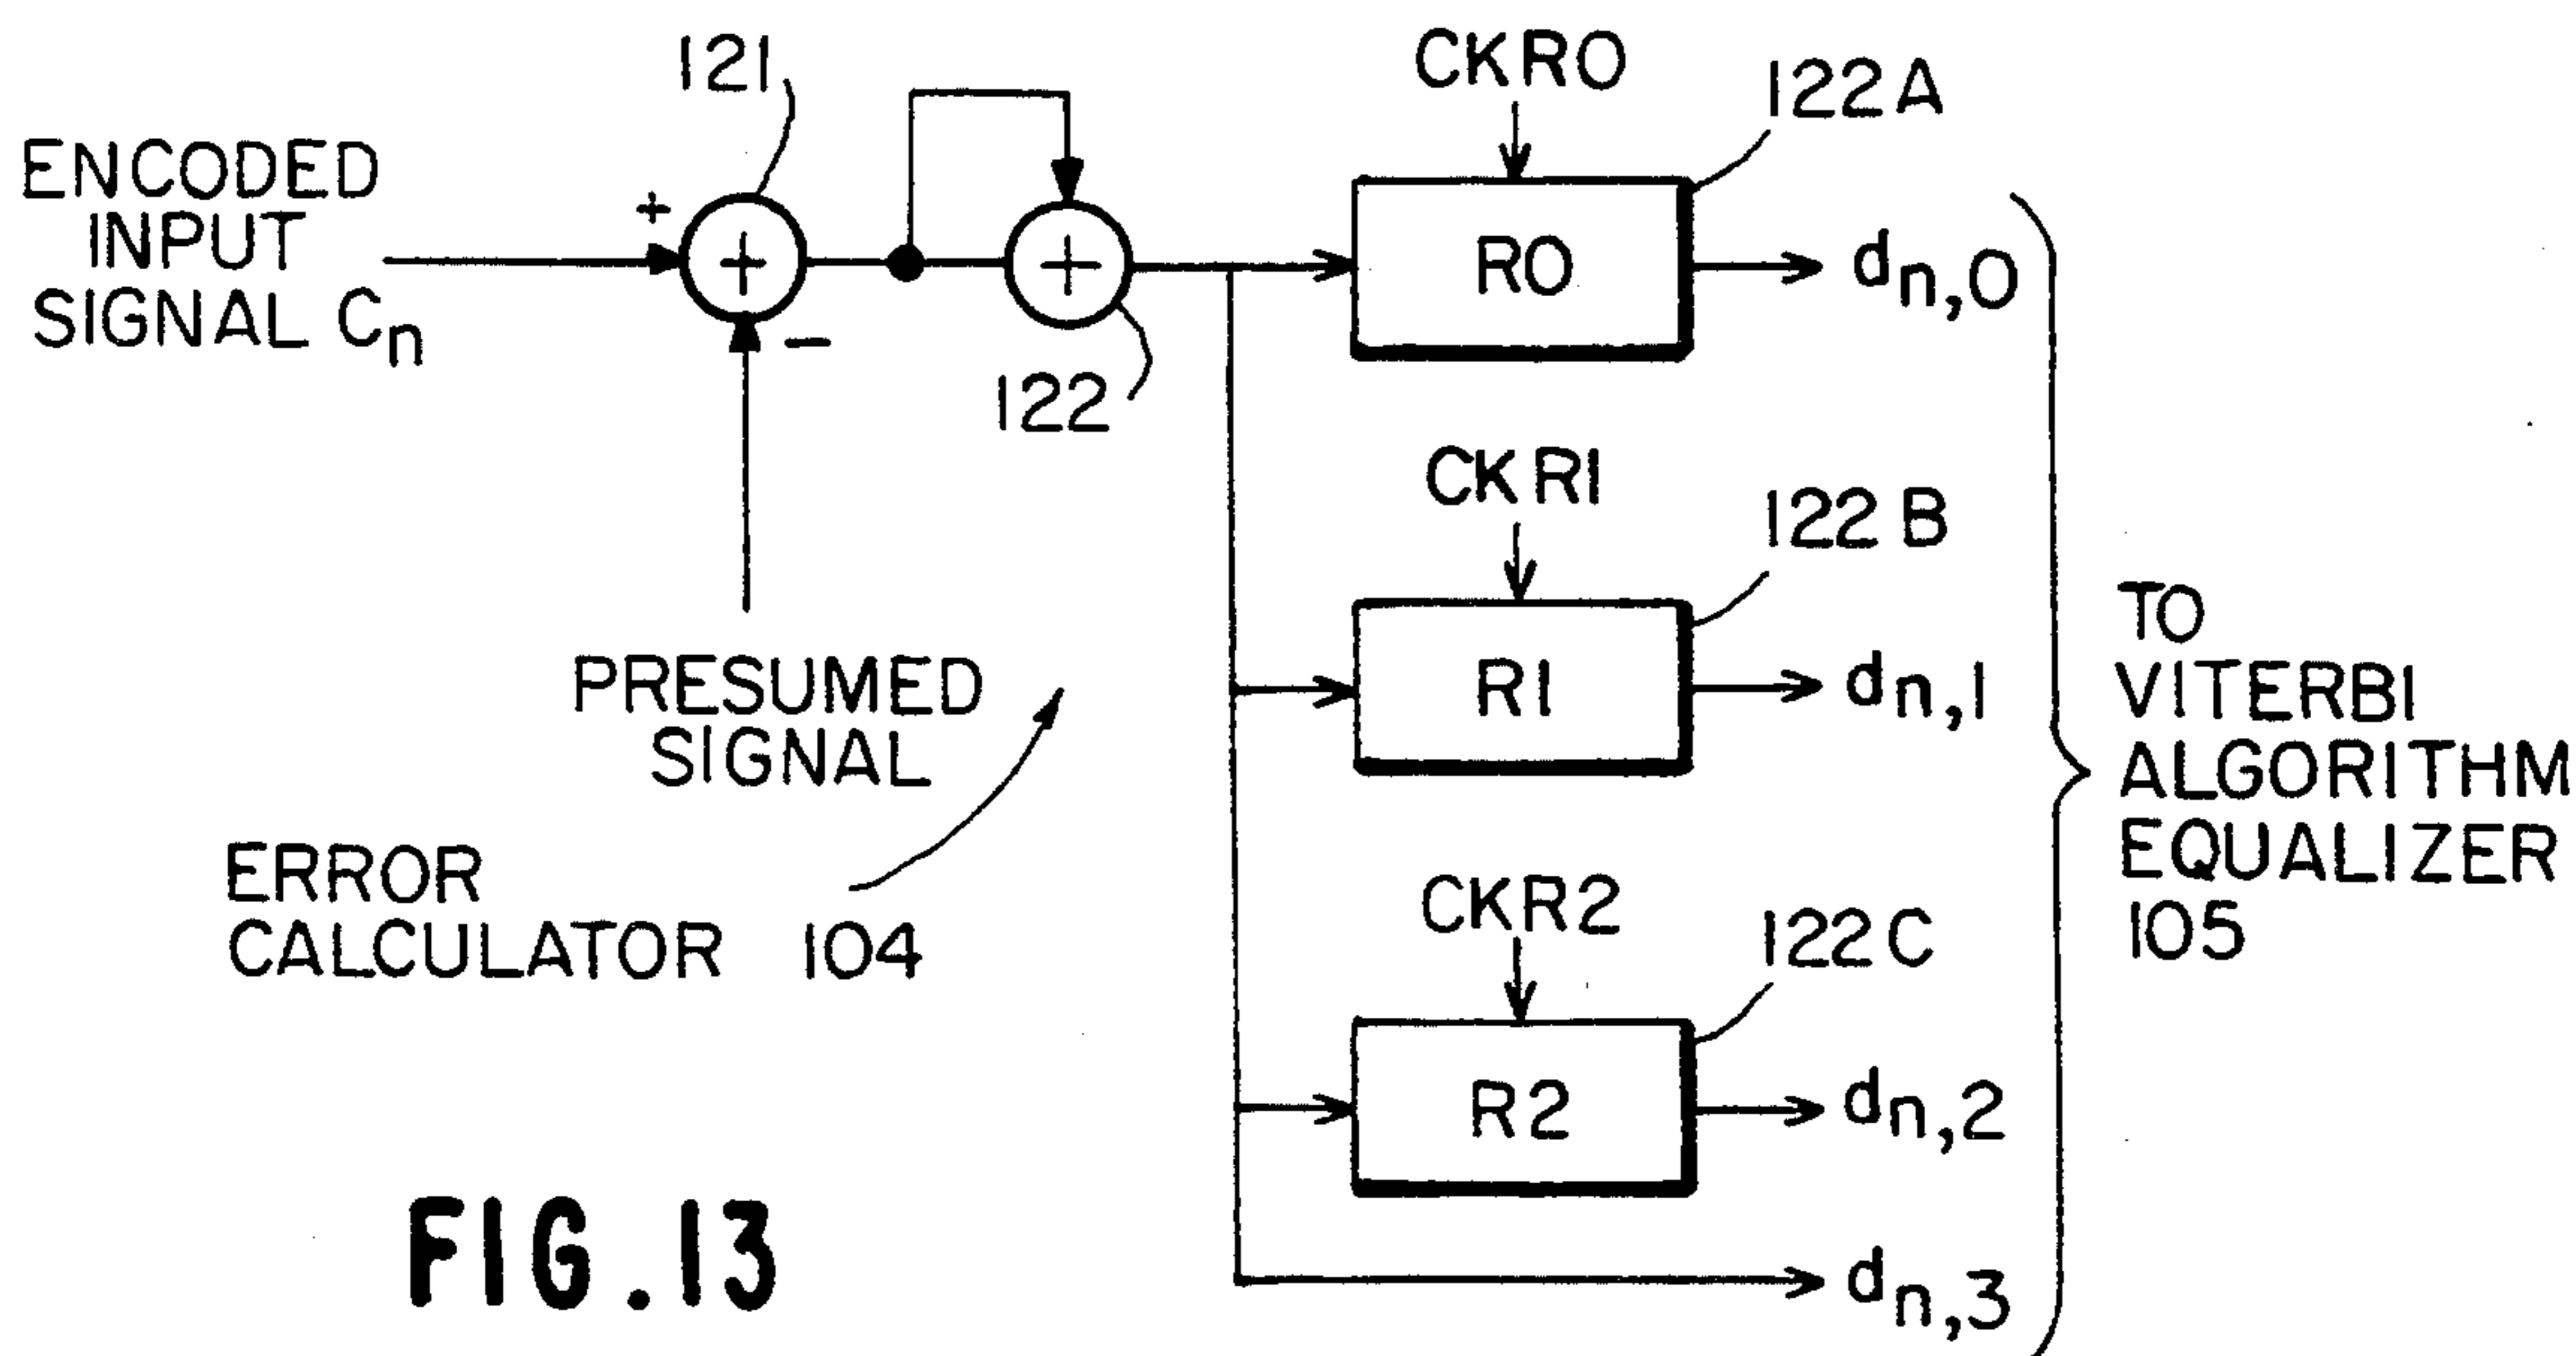 121
ENCODED
INPUT
SIGNAL Cn
+
+
−
+
122
PRESUMED
SIGNAL
ERROR
CALCULATOR 104
CKR0
122A
R0
dn,0
CKR1
122B
R1
dn,1
CKR2
122C
R2
dn,2
dn,3
TO
VITERBI
ALGORITHM
EQUALIZER
105
FIG.13